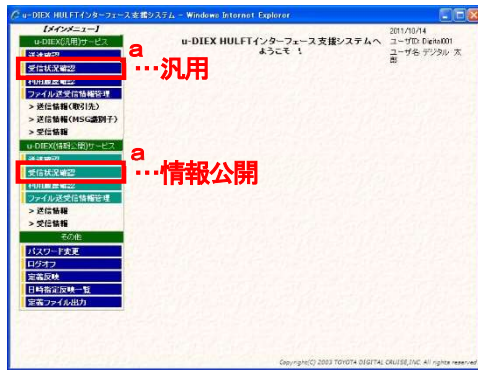 u-DIEX HULFTインターフェース支援システム - Windows Internet Explorer
[メインメニュー]
u-DIEX(汎用)サービス
送達確認
受信状況確認
利用履歴確認
ファイル送受信情報管理
> 送信情報(取引先)
> 送信情報(MSG識別子)
> 受信情報
u-DIEX(情報公開)サービス
送達確認
受信状況確認
利用履歴確認
ファイル送受信情報管理
> 送信情報
> 受信情報
その他
パスワード変更
ログオフ
定義反映
日時指定反映一覧
定義ファイル出力
a
…汎用
a
…情報公開
u-DIEX HULFTインターフェース支援システムへ
ようこそ !
2011/10/14
ユーザID: Digital001
ユーザ名: デジタル 太
郎
Copyright(C) 2003 TOYOTA DIGITAL CRUISE,INC. All rights reserved